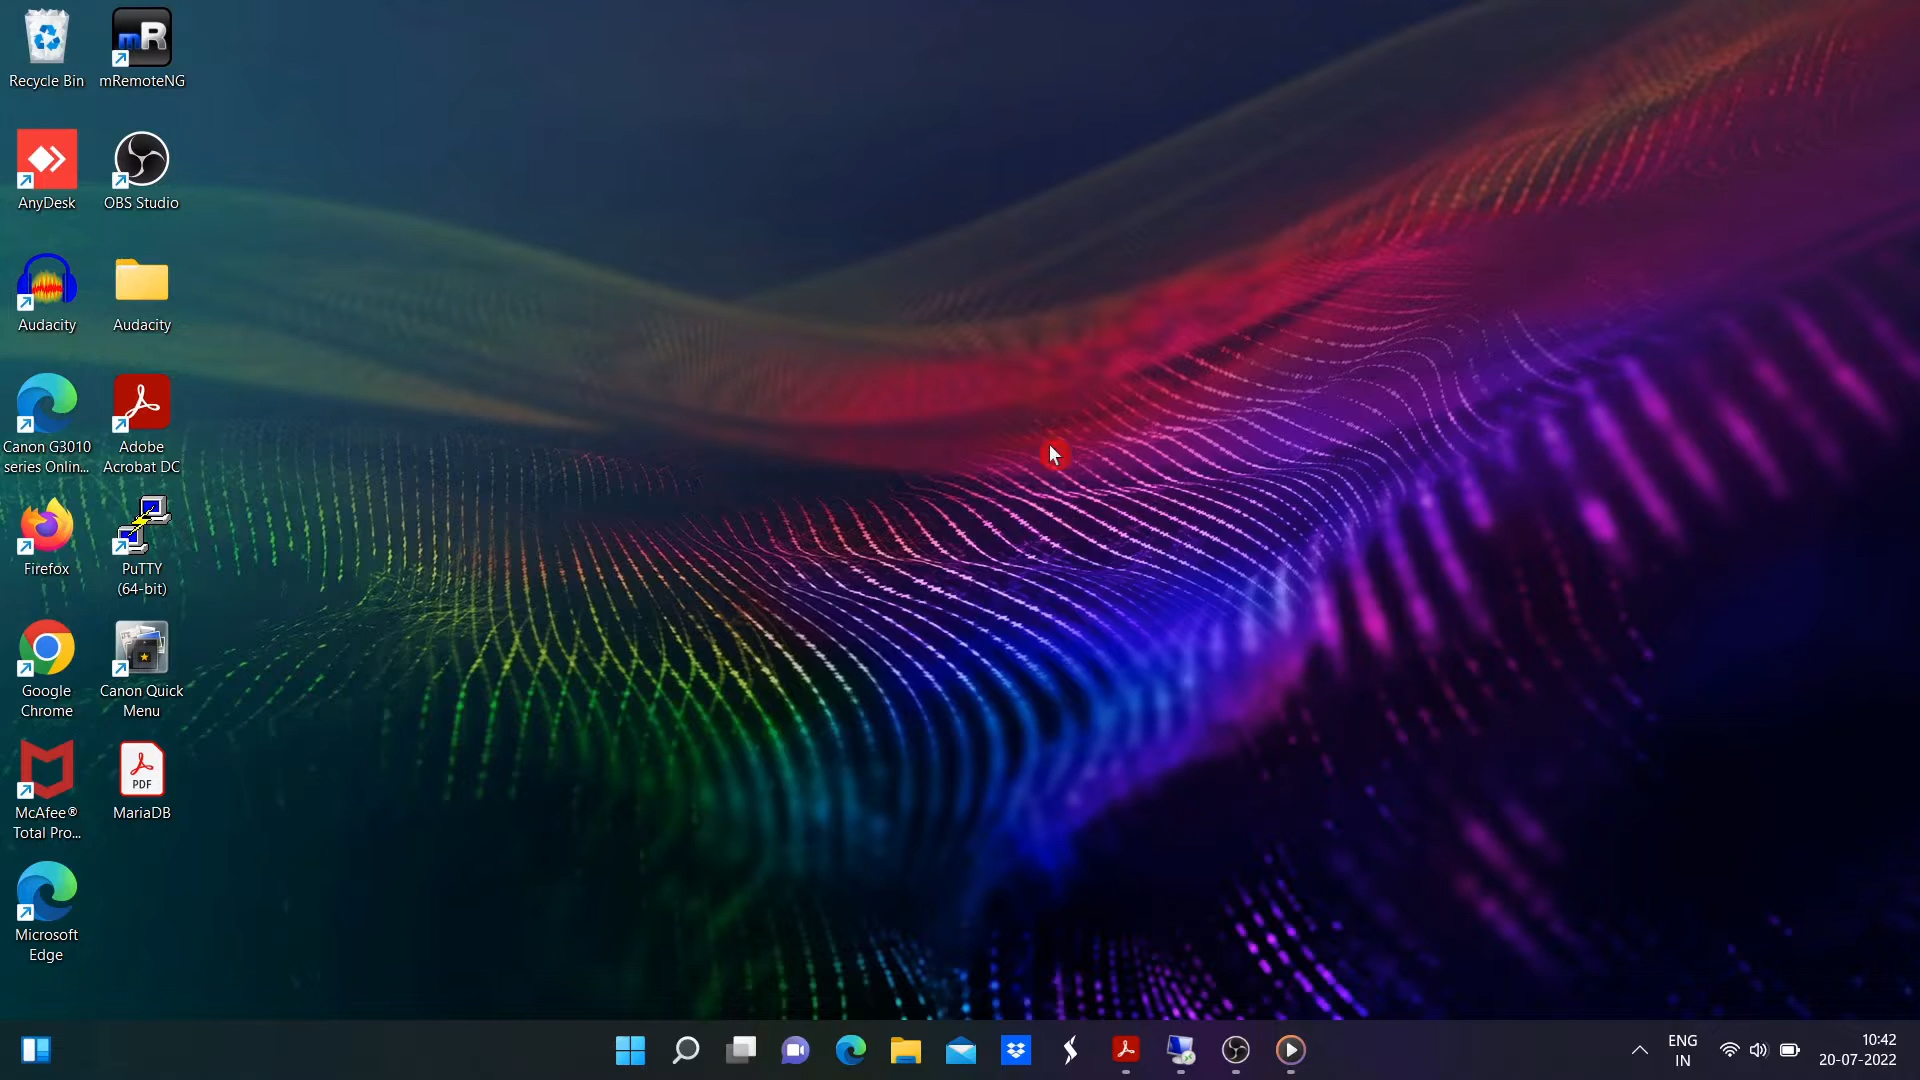 Recycle Bin
mR
mRemoteNG
AnyDesk
OBS Studio
Audacity
Audacity
Canon G3010
series Onlin...
Adobe
Acrobat DC
Firefox
PuTTY
(64-bit)
Google
Chrome
Canon Quick
Menu
McAfee®
Total Pro...
PDF
MariaDB
Microsoft
Edge
ENG
IN
10:42
20-07-2022